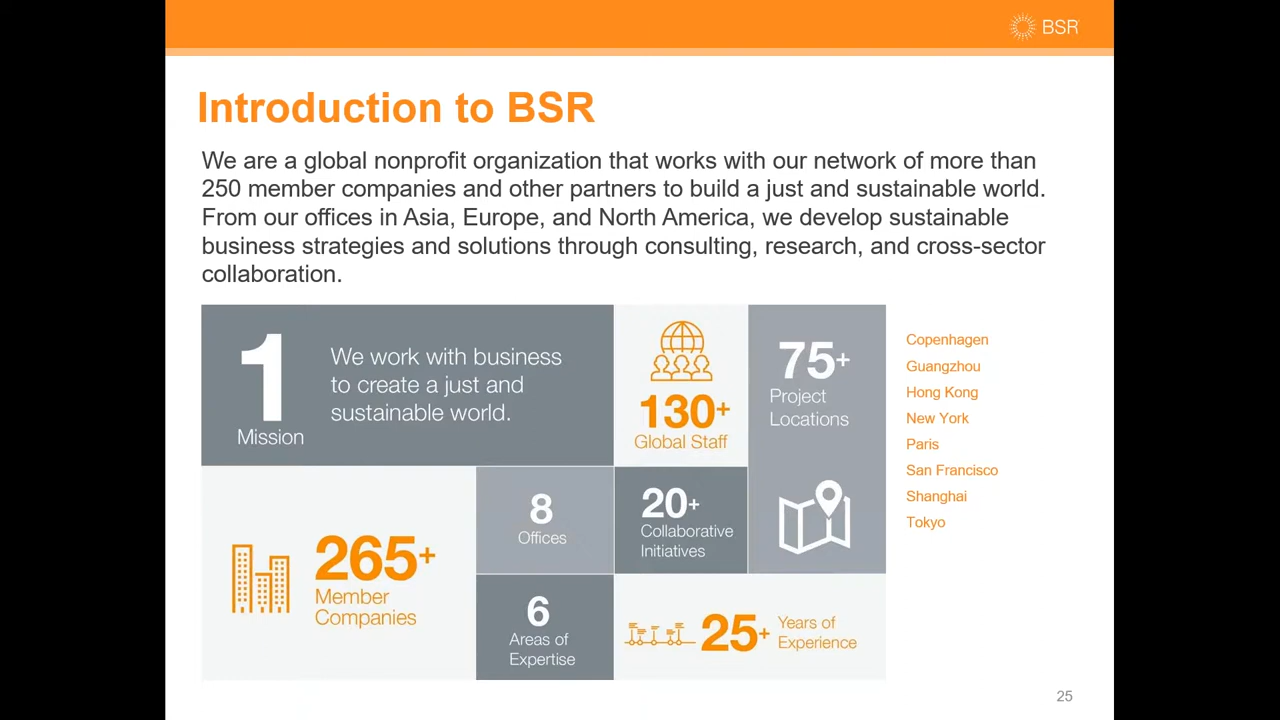 BSR
Introduction to BSR
We are a global nonprofit organization that works with our network of more than
250 member companies and other partners to build a just and sustainable world.
From our offices in Asia, Europe, and North America, we develop sustainable
business strategies and solutions through consulting, research, and cross-sector
collaboration.
1
Mission
We work with business
to create a just and
sustainable world.
130+
Global Staff
75+
Project
Locations
265+
Member
Companies
8
Offices
20+
Collaborative
Initiatives
6
Areas of
Expertise
25+
Years of
Experience
Copenhagen
Guangzhou
Hong Kong
New York
Paris
San Francisco
Shanghai
Tokyo
25